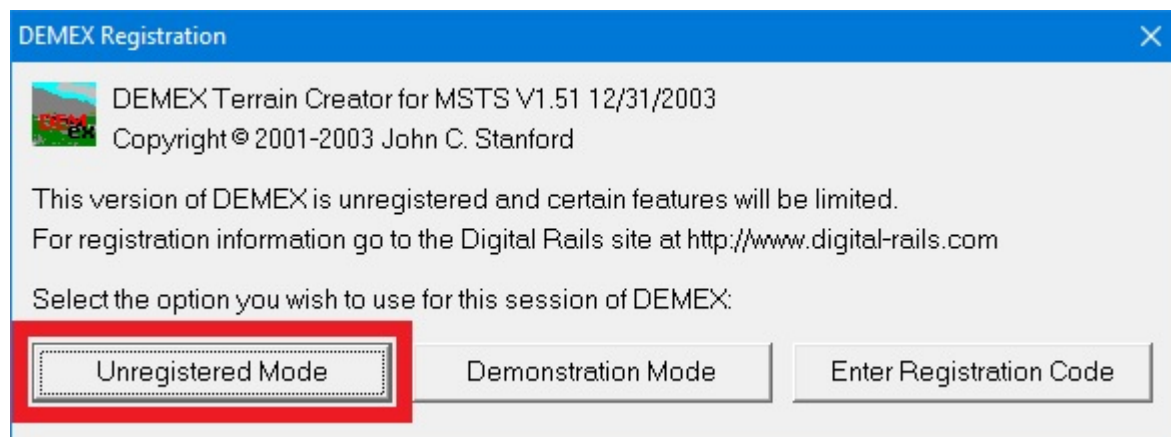 DEMEX Registration
DEMex
DEMEX Terrain Creator for MSTS V1.51 12/31/2003
Copyright © 2001-2003 John C. Stanford
This version of DEMEX is unregistered and certain features will be limited.
For registration information go to the Digital Rails site at http://www.digital-rails.com
Select the option you wish to use for this session of DEMEX:
Unregistered Mode Demonstration Mode Enter Registration Code